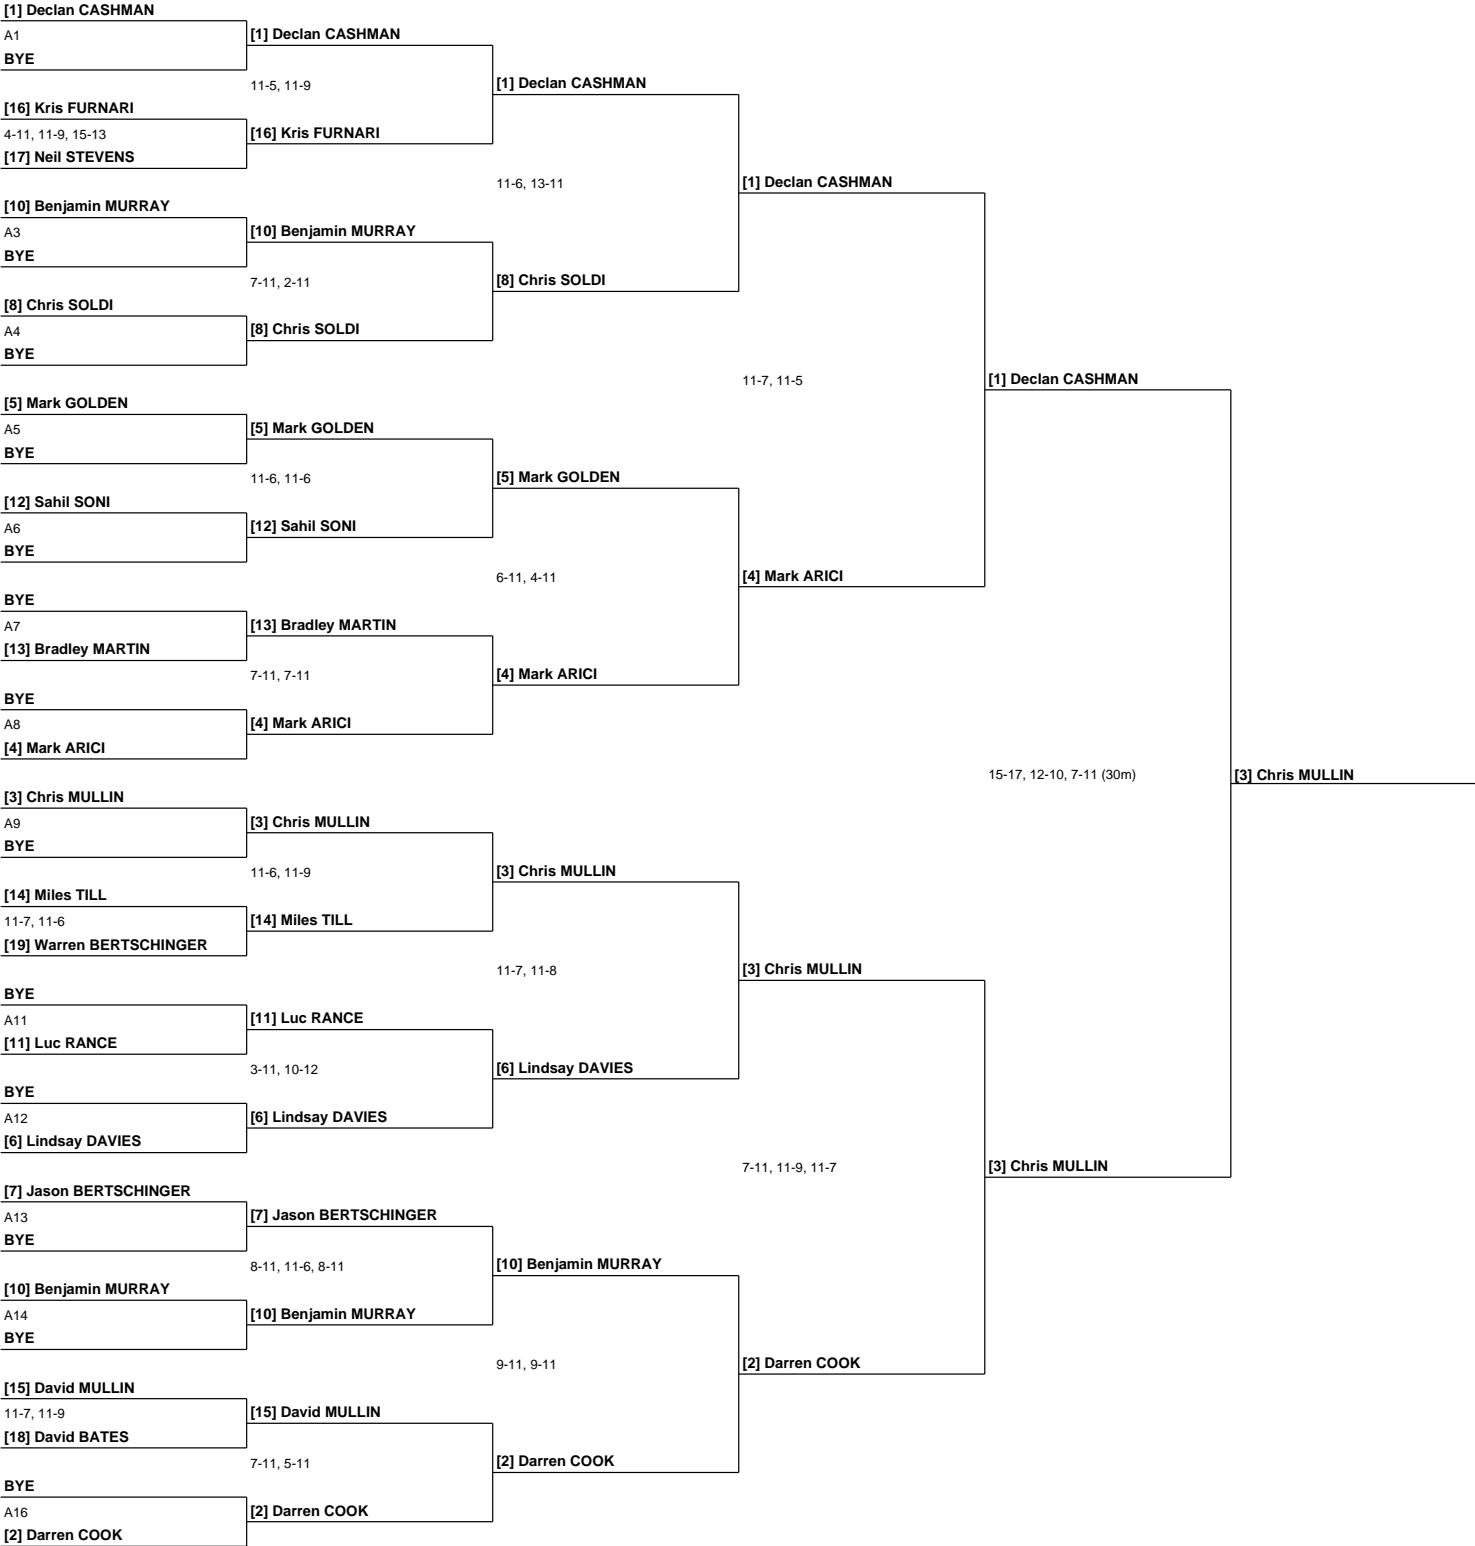 [1] Declan CASHMAN
A1
BYE
[16] Kris FURNARI
4-11, 11-9, 15-13
[17] Neil STEVENS
[10] Benjamin MURRAY
A3
BYE
[8] Chris SOLDI
A4
BYE
[5] Mark GOLDEN
A5
BYE
[12] Sahil SONI
A6
BYE
BYE
A7
[13] Bradley MARTIN
BYE
A8
[4] Mark ARICI
[3] Chris MULLIN
A9
BYE
[14] Miles TILL
11-7, 11-6
[19] Warren BERTSCHINGER
BYE
A11
[11] Luc RANCE
BYE
A12
[6] Lindsay DAVIES
[7] Jason BERTSCHINGER
A13
BYE
[10] Benjamin MURRAY
A14
BYE
[15] David MULLIN
11-7, 11-9
[18] David BATES
BYE
A16
[2] Darren COOK
[1] Declan CASHMAN
11-5, 11-9
[16] Kris FURNARI
[10] Benjamin MURRAY
7-11, 2-11
[8] Chris SOLDI
[5] Mark GOLDEN
11-6, 11-6
[12] Sahil SONI
[13] Bradley MARTIN
7-11, 7-11
[4] Mark ARICI
[3] Chris MULLIN
11-6, 11-9
[14] Miles TILL
[11] Luc RANCE
3-11, 10-12
[6] Lindsay DAVIES
[7] Jason BERTSCHINGER
8-11, 11-6, 8-11
[10] Benjamin MURRAY
[15] David MULLIN
7-11, 5-11
[2] Darren COOK
[1] Declan CASHMAN
11-6, 13-11
[8] Chris SOLDI
[5] Mark GOLDEN
6-11, 4-11
[4] Mark ARICI
[3] Chris MULLIN
11-7, 11-8
[6] Lindsay DAVIES
[10] Benjamin MURRAY
9-11, 9-11
[2] Darren COOK
[1] Declan CASHMAN
11-7, 11-5
[4] Mark ARICI
[3] Chris MULLIN
7-11, 11-9, 11-7
[2] Darren COOK
[1] Declan CASHMAN
15-17, 12-10, 7-11 (30m)
[3] Chris MULLIN
[3] Chris MULLIN